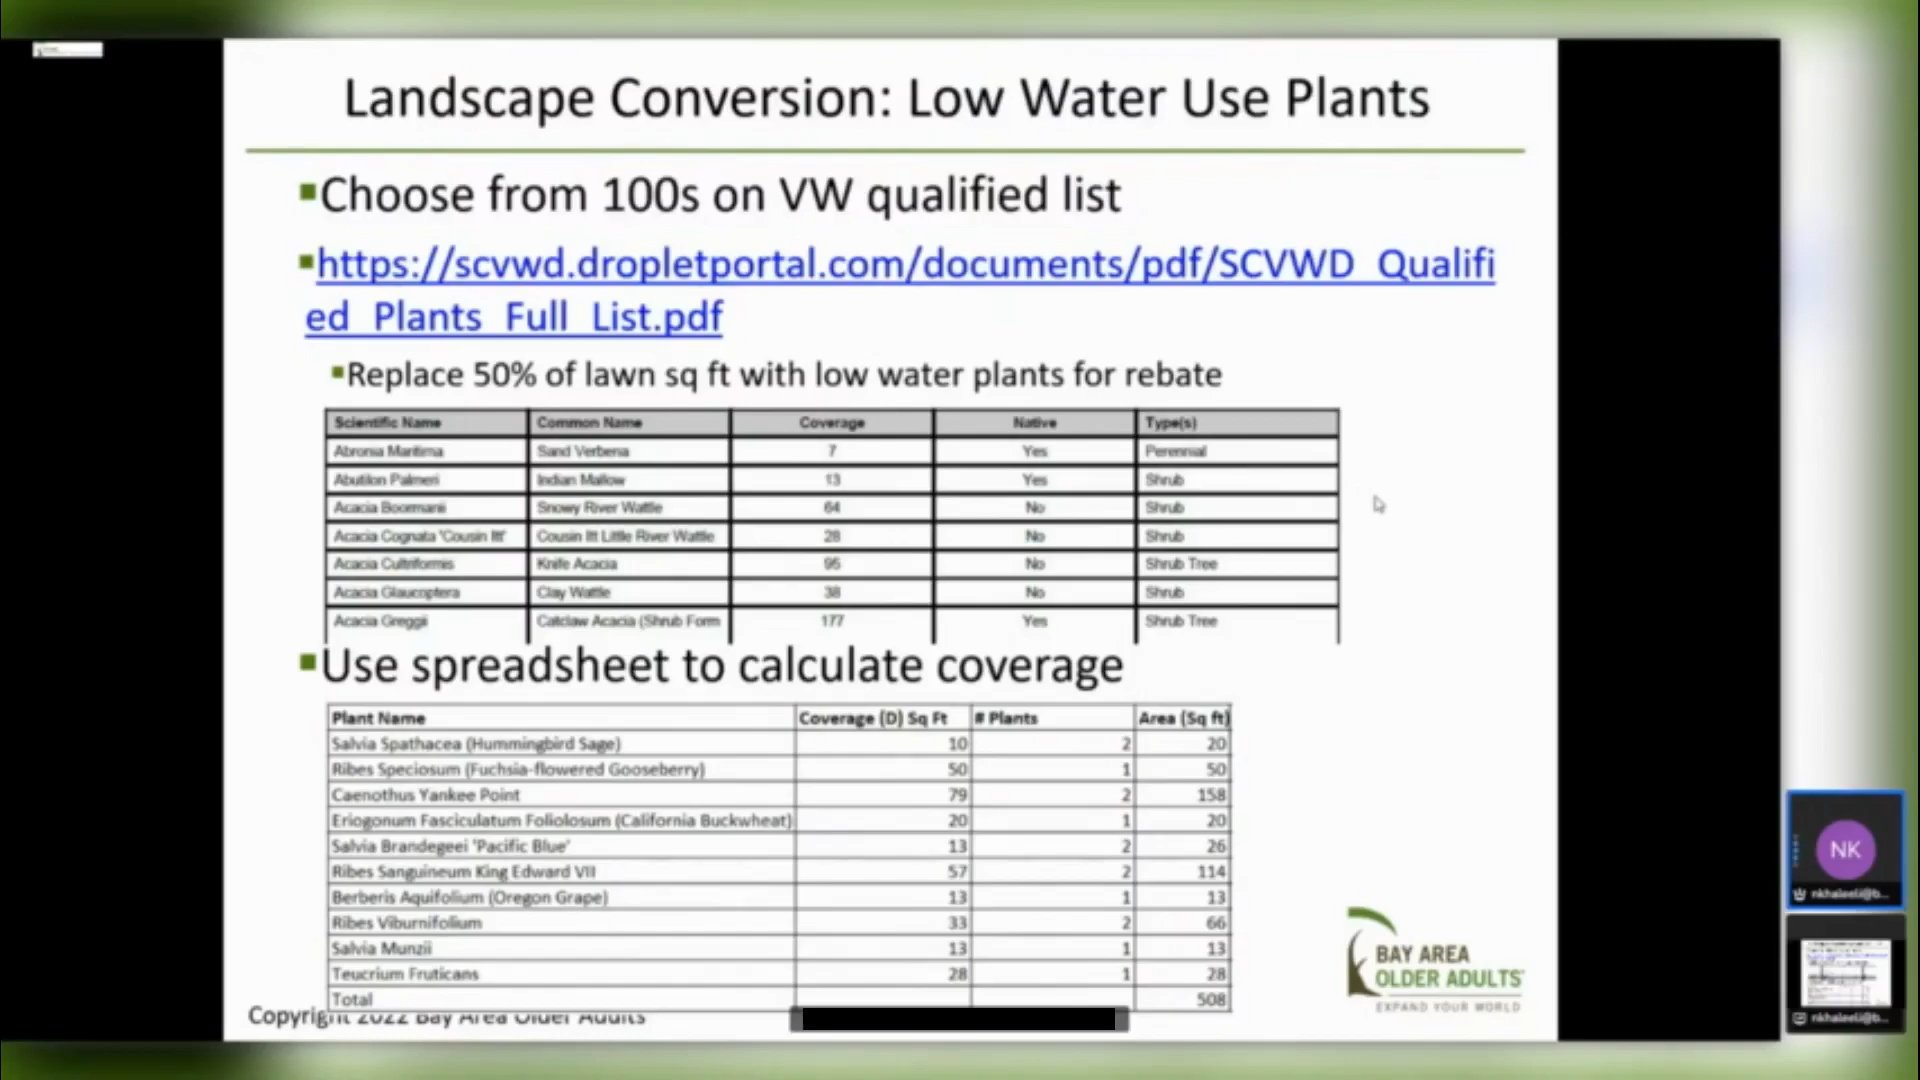 Landscape Conversion: Low Water Use Plants
Choose from 100s on VW qualified list
https://scvwd.dropletportal.com/documents/pdf/SCVWD_Qualifi
ed_Plants_Full_List.pdf
Replace 50% of lawn sq ft with low water plants for rebate
Scientific Name Common Name Coverage Native Type(s)
Abronia Maritima Sand Verbena 7 Yes Perennial
Abutilon Palmeri Indian Mallow 13 Yes Shrub
Acacia Boormanii Snowy River Wattle 64 No Shrub
Acacia Cognata 'Cousin Itt' Cousin Itt Little River Wattle 28 No Shrub
Acacia Cultriformis Knife Acacia 95 No Shrub Tree
Acacia Glaucoptera Clay Wattle 38 No Shrub
Acacia Greggii Catclaw Acacia (Shrub Form 177 Yes Shrub Tree
Use spreadsheet to calculate coverage
Plant Name Coverage (D) Sq Ft # Plants Area (Sq ft)
Salvia Spathacea (Hummingbird Sage) 10 2 20
Ribes Speciosum (Fuchsia-flowered Gooseberry) 50 1 50
Caenothus Yankee Point 79 2 158
Eriogonum Fasciculatum Foliolosum (California Buckwheat) 20 1 20
Salvia Brandegeei 'Pacific Blue' 13 2 26
Ribes Sanguineum King Edward VII 57 2 114
Berberis Aquifolium (Oregon Grape) 13 1 13
Ribes Viburnifolium 33 2 66
Salvia Munzii 13 1 13
Teucrium Fruticans 28 1 28
Total 508
Copyright 2022 Bay Area Older Adults
BAY AREA
OLDER ADULTS
EXPAND YOUR WORLD
NK
nkhaleeli@b...
nkhaleeli@b...